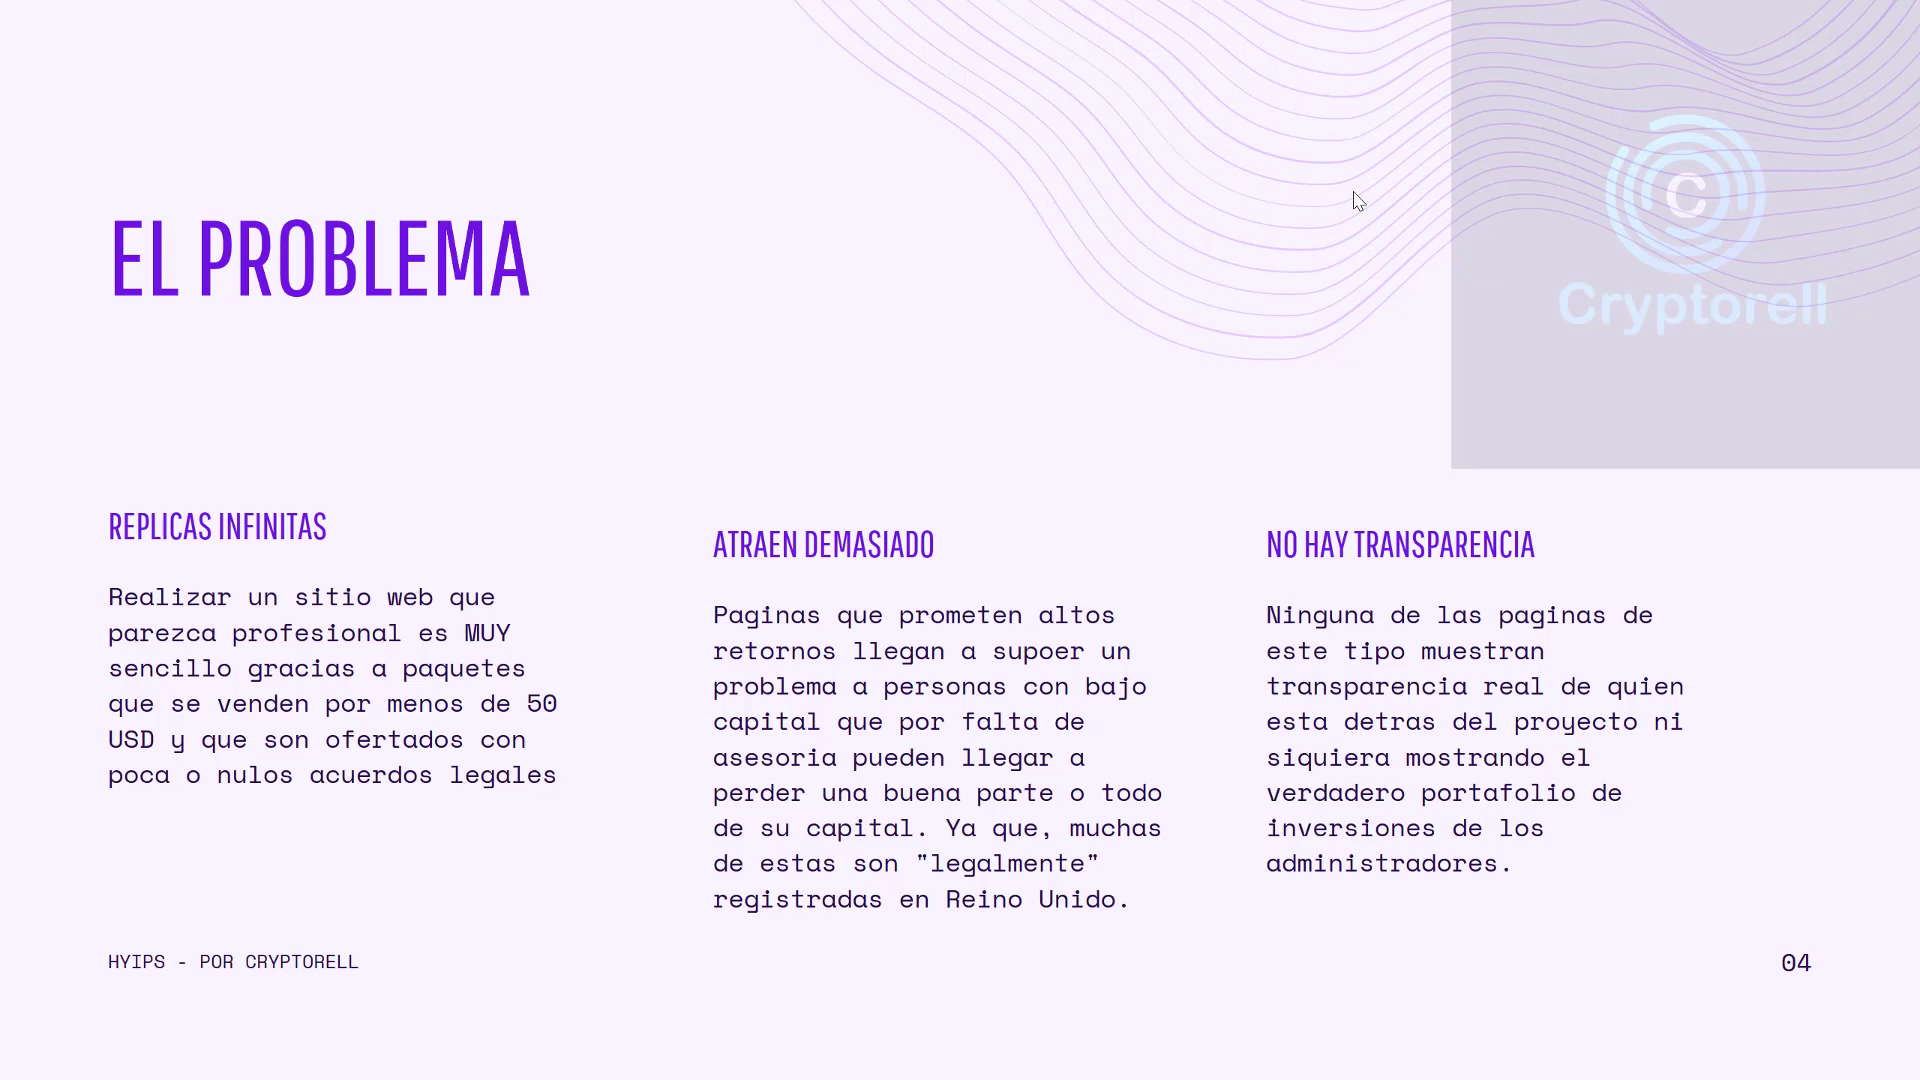 C
Cryptorell
EL PROBLEMA
REPLICAS INFINITAS
Realizar un sitio web que
parezca profesional es MUY
sencillo gracias a paquetes
que se venden por menos de 50
USD y que son ofertados con
poca o nulos acuerdos legales
ATRAEN DEMASIADO
Paginas que prometen altos
retornos llegan a supoer un
problema a personas con bajo
capital que por falta de
asesoria pueden llegar a
perder una buena parte o todo
de su capital. Ya que, muchas
de estas son "legalmente"
registradas en Reino Unido.
NO HAY TRANSPARENCIA
Ninguna de las paginas de
este tipo muestran
transparencia real de quien
esta detras del proyecto ni
siquiera mostrando el
verdadero portafolio de
inversiones de los
administradores.
HYIPS - POR CRYPTORELL
04